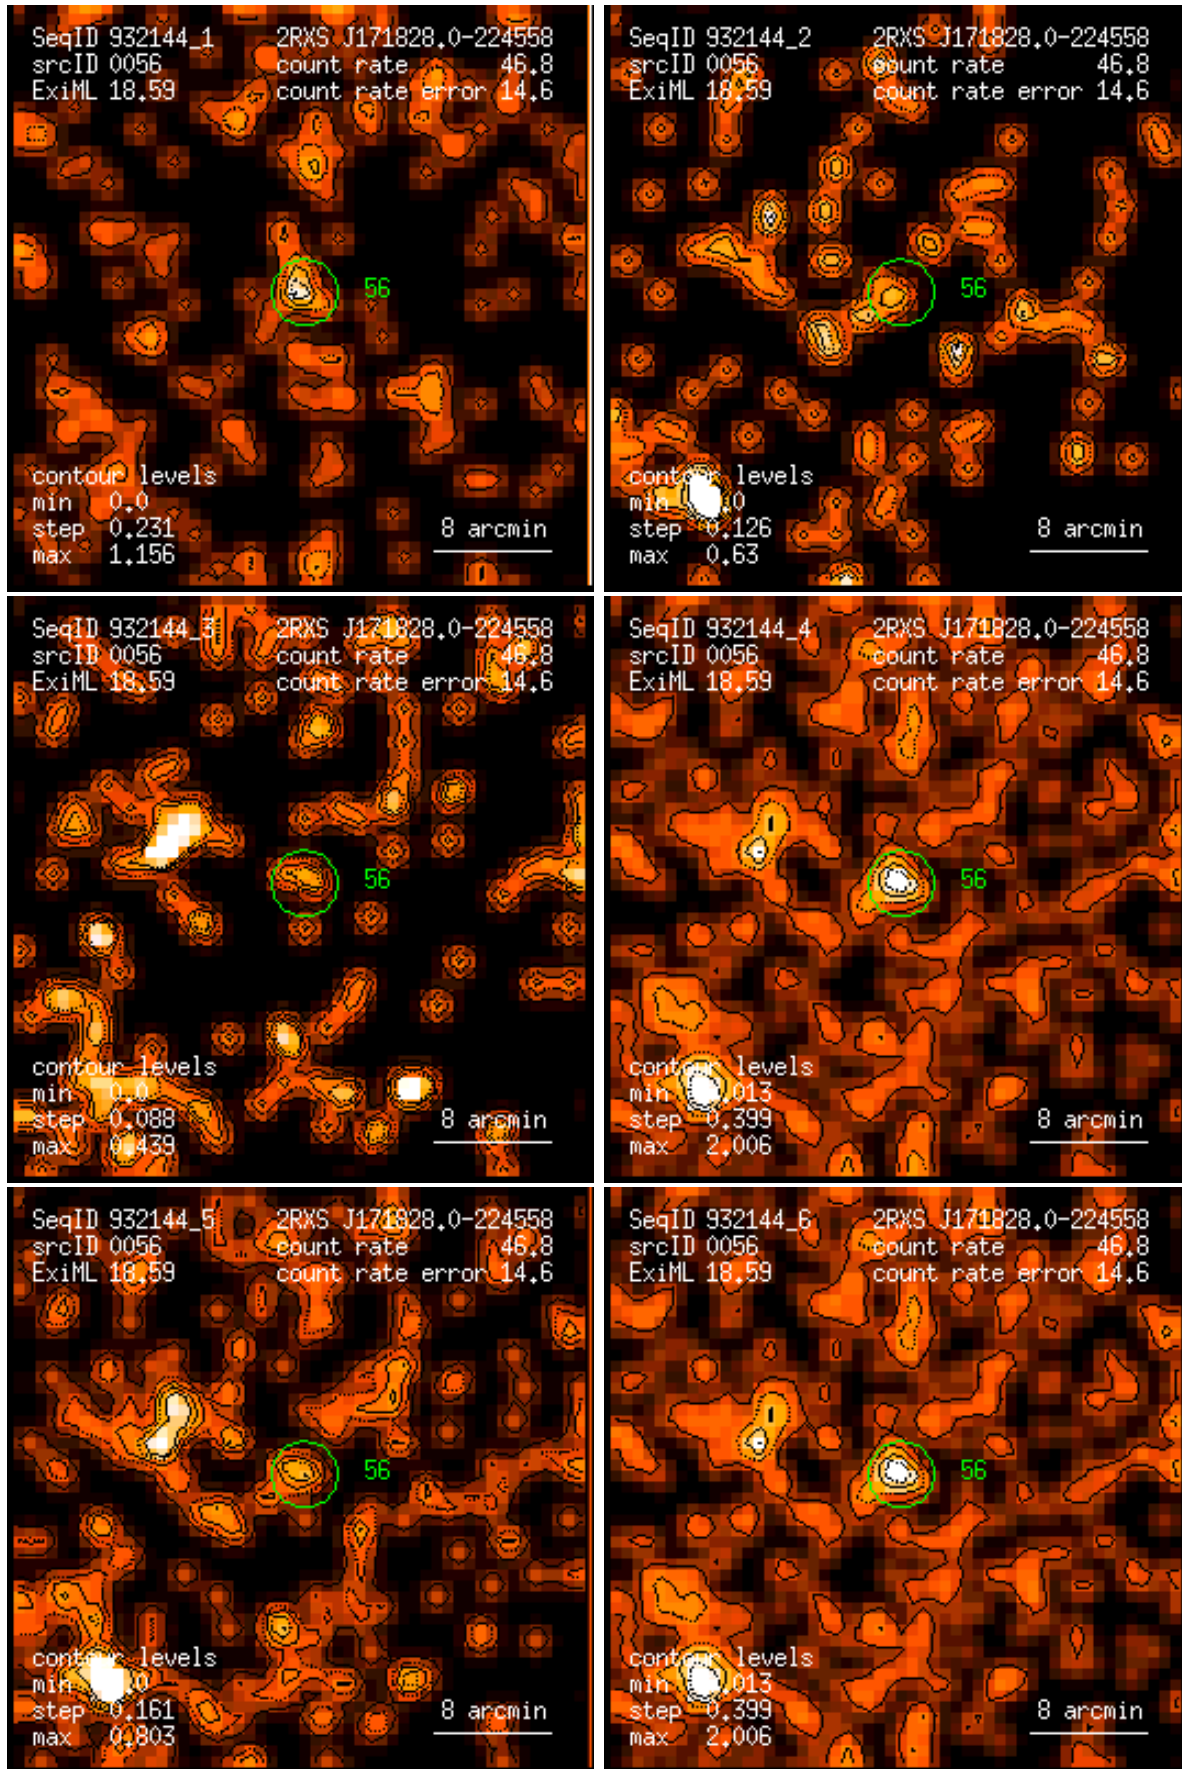 SeqID 932144_1 2RXS J171828.0-224558
srcID 0056 count rate 46.8
ExiML 18.59 count rate error 14.6
56
contour levels
min 0.0
step 0.231
max 1.156
8 arcmin
SeqID 932144_2 2RXS J171828.0-224558
srcID 0056 count rate 46.8
ExiML 18.59 count rate error 14.6
56
contour levels
min .0
step 0.126
max 0.63
8 arcmin
SeqID 932144_3 2RXS J171828.0-224558
srcID 0056 count rate 46.8
ExiML 18.59 count rate error 14.6
56
contour levels
min 0.0
step 0.088
max 0.439
8 arcmin
SeqID 932144_4 2RXS J171828.0-224558
srcID 0056 count rate 46.8
ExiML 18.59 count rate error 14.6
56
contour levels
min .013
step 0.399
max 2.006
8 arcmin
SeqID 932144_5 2RXS J171828.0-224558
srcID 0056 count rate 46.8
ExiML 18.59 count rate error 14.6
56
contour levels
min .0
step 0.161
max 0.803
8 arcmin
SeqID 932144_6 2RXS J171828.0-224558
srcID 0056 count rate 46.8
ExiML 18.59 count rate error 14.6
56
contour levels
min .013
step 0.399
max 2.006
8 arcmin